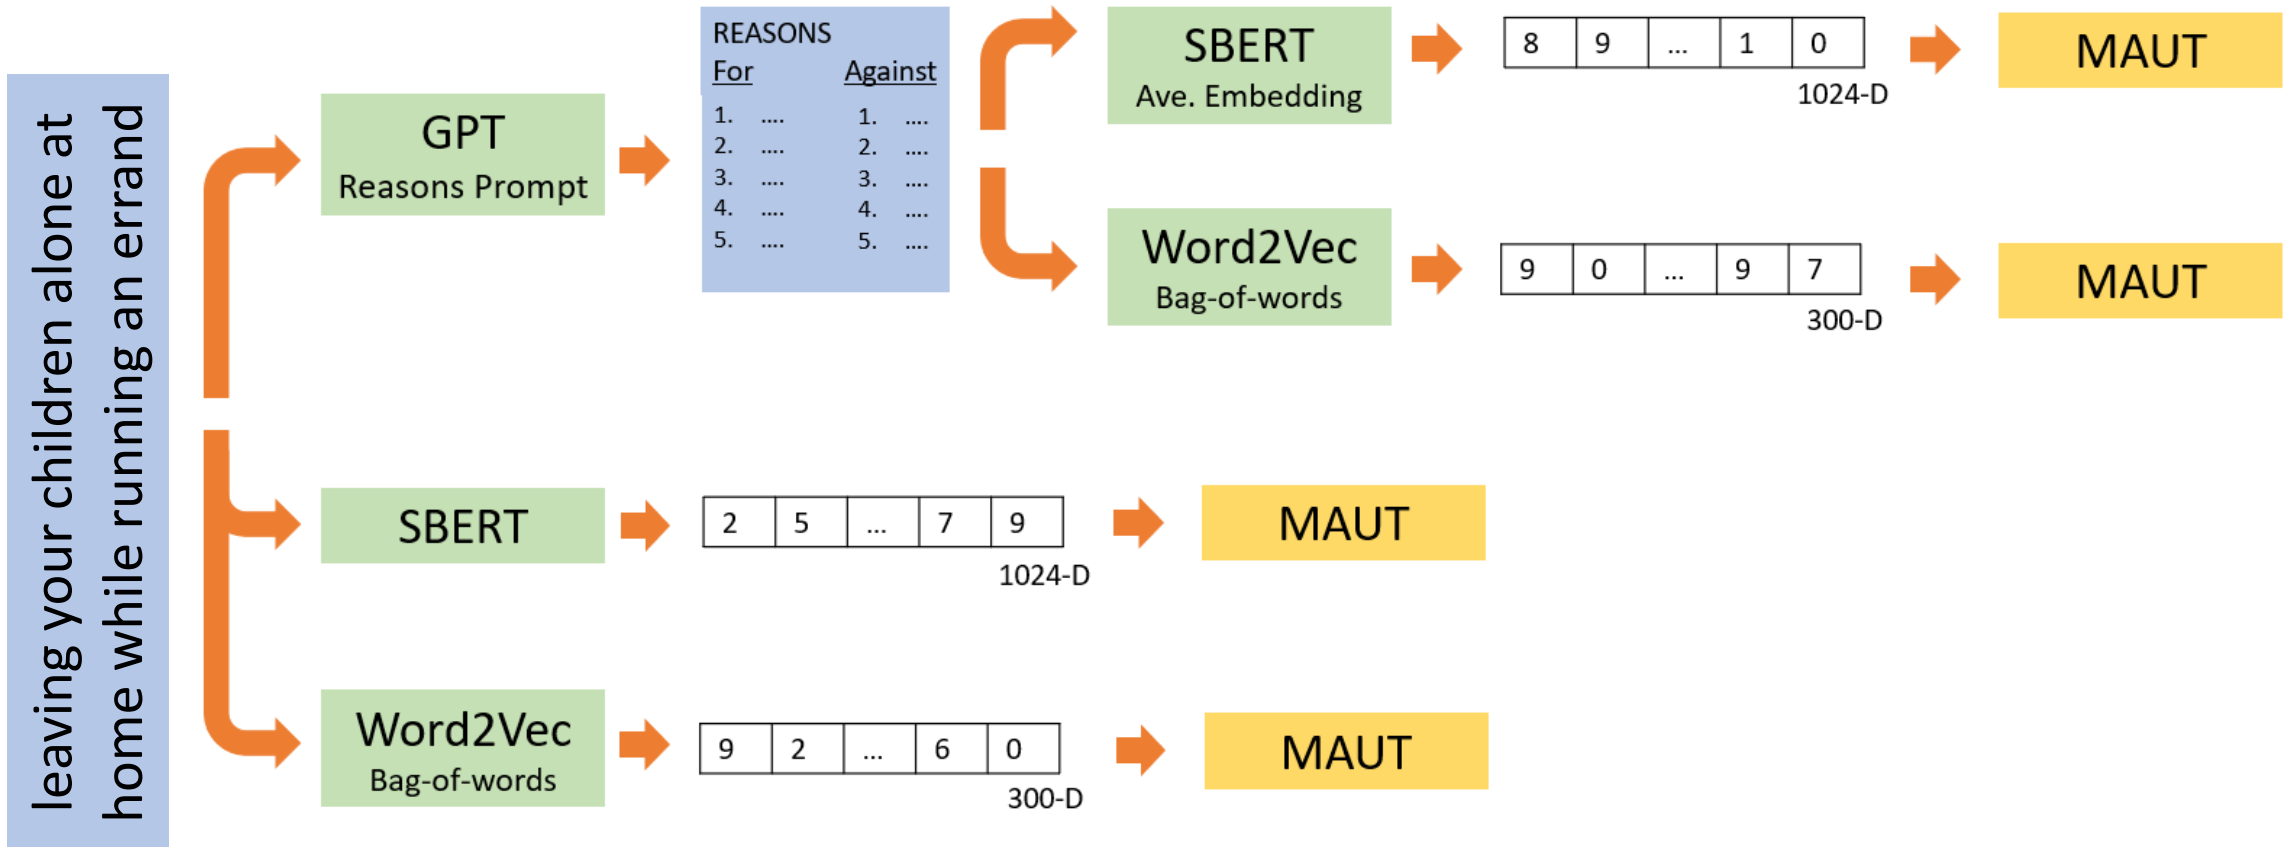 leaving your children alone at
home while running an errand
GPT
Reasons Prompt
REASONS
For Against
1. .... 1. ....
2. .... 2. ....
3. .... 3. ....
4. .... 4. ....
5. .... 5. ....
SBERT
Ave. Embedding
8 9 ... 1 0
1024-D
MAUT
Word2Vec
Bag-of-words
9 0 ... 9 7
300-D
MAUT
SBERT
2 5 ... 7 9
1024-D
MAUT
Word2Vec
Bag-of-words
9 2 ... 6 0
300-D
MAUT